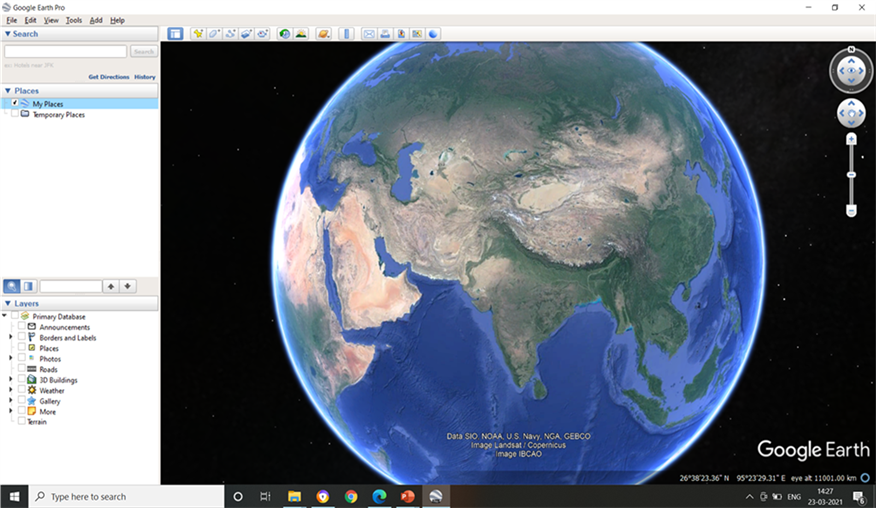 Google Earth Pro
File Edit View Tools Add Help
Search
Search
ex: Hotels near JFK
Get Directions History
Places
My Places
Temporary Places
Layers
Primary Database
Announcements
Borders and Labels
Places
Photos
Roads
3D Buildings
Weather
Gallery
More
Terrain
N
Data SIO, NOAA, U.S. Navy, NGA, GEBCO
Image Landsat / Copernicus
Image IBCAO
Google Earth
26°38'23.36" N 95°23'29.31" E eye alt 11001.00 km
Type here to search
ENG
14:27
23-03-2021
6